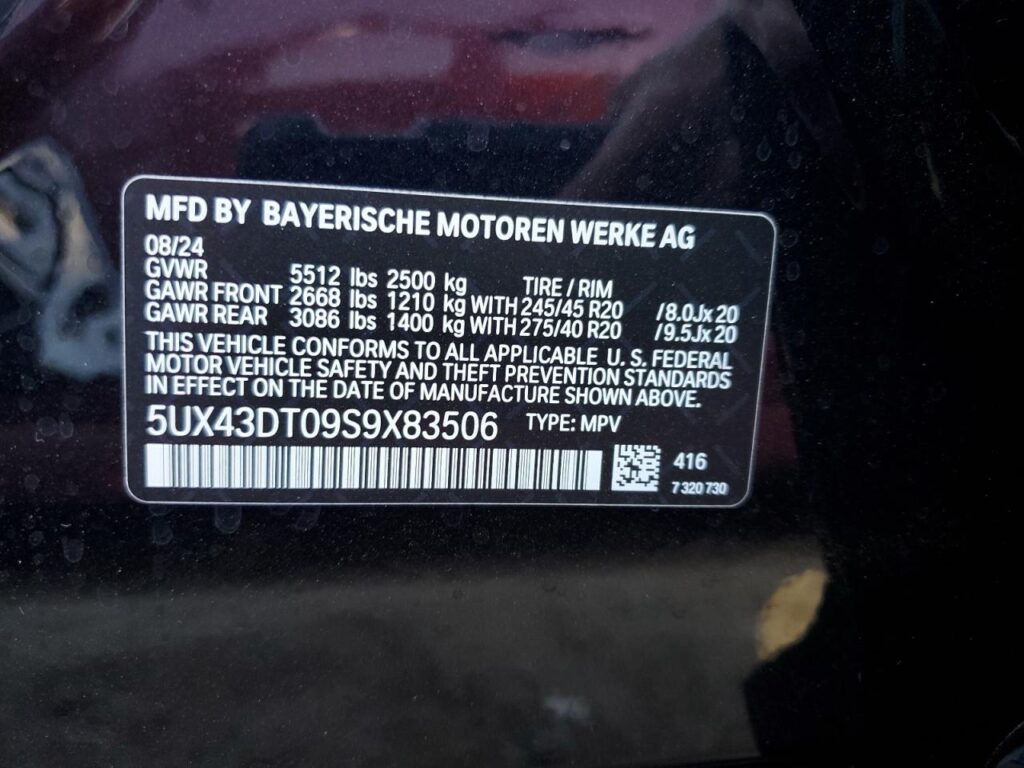 MFD BY BAYERISCHE MOTOREN WERKE AG
08/24
GVWR 5512 lbs 2500 kg TIRE / RIM
GAWR FRONT 2668 lbs 1210 kg WITH 245/45 R20 /8.0Jx20
GAWR REAR 3086 lbs 1400 kg WITH 275/40 R20 /9.5Jx20
THIS VEHICLE CONFORMS TO ALL APPLICABLE U. S. FEDERAL
MOTOR VEHICLE SAFETY AND THEFT PREVENTION STANDARDS
IN EFFECT ON THE DATE OF MANUFACTURE SHOWN ABOVE.
5UX43DT09S9X83506 TYPE: MPV
416
7 320 730